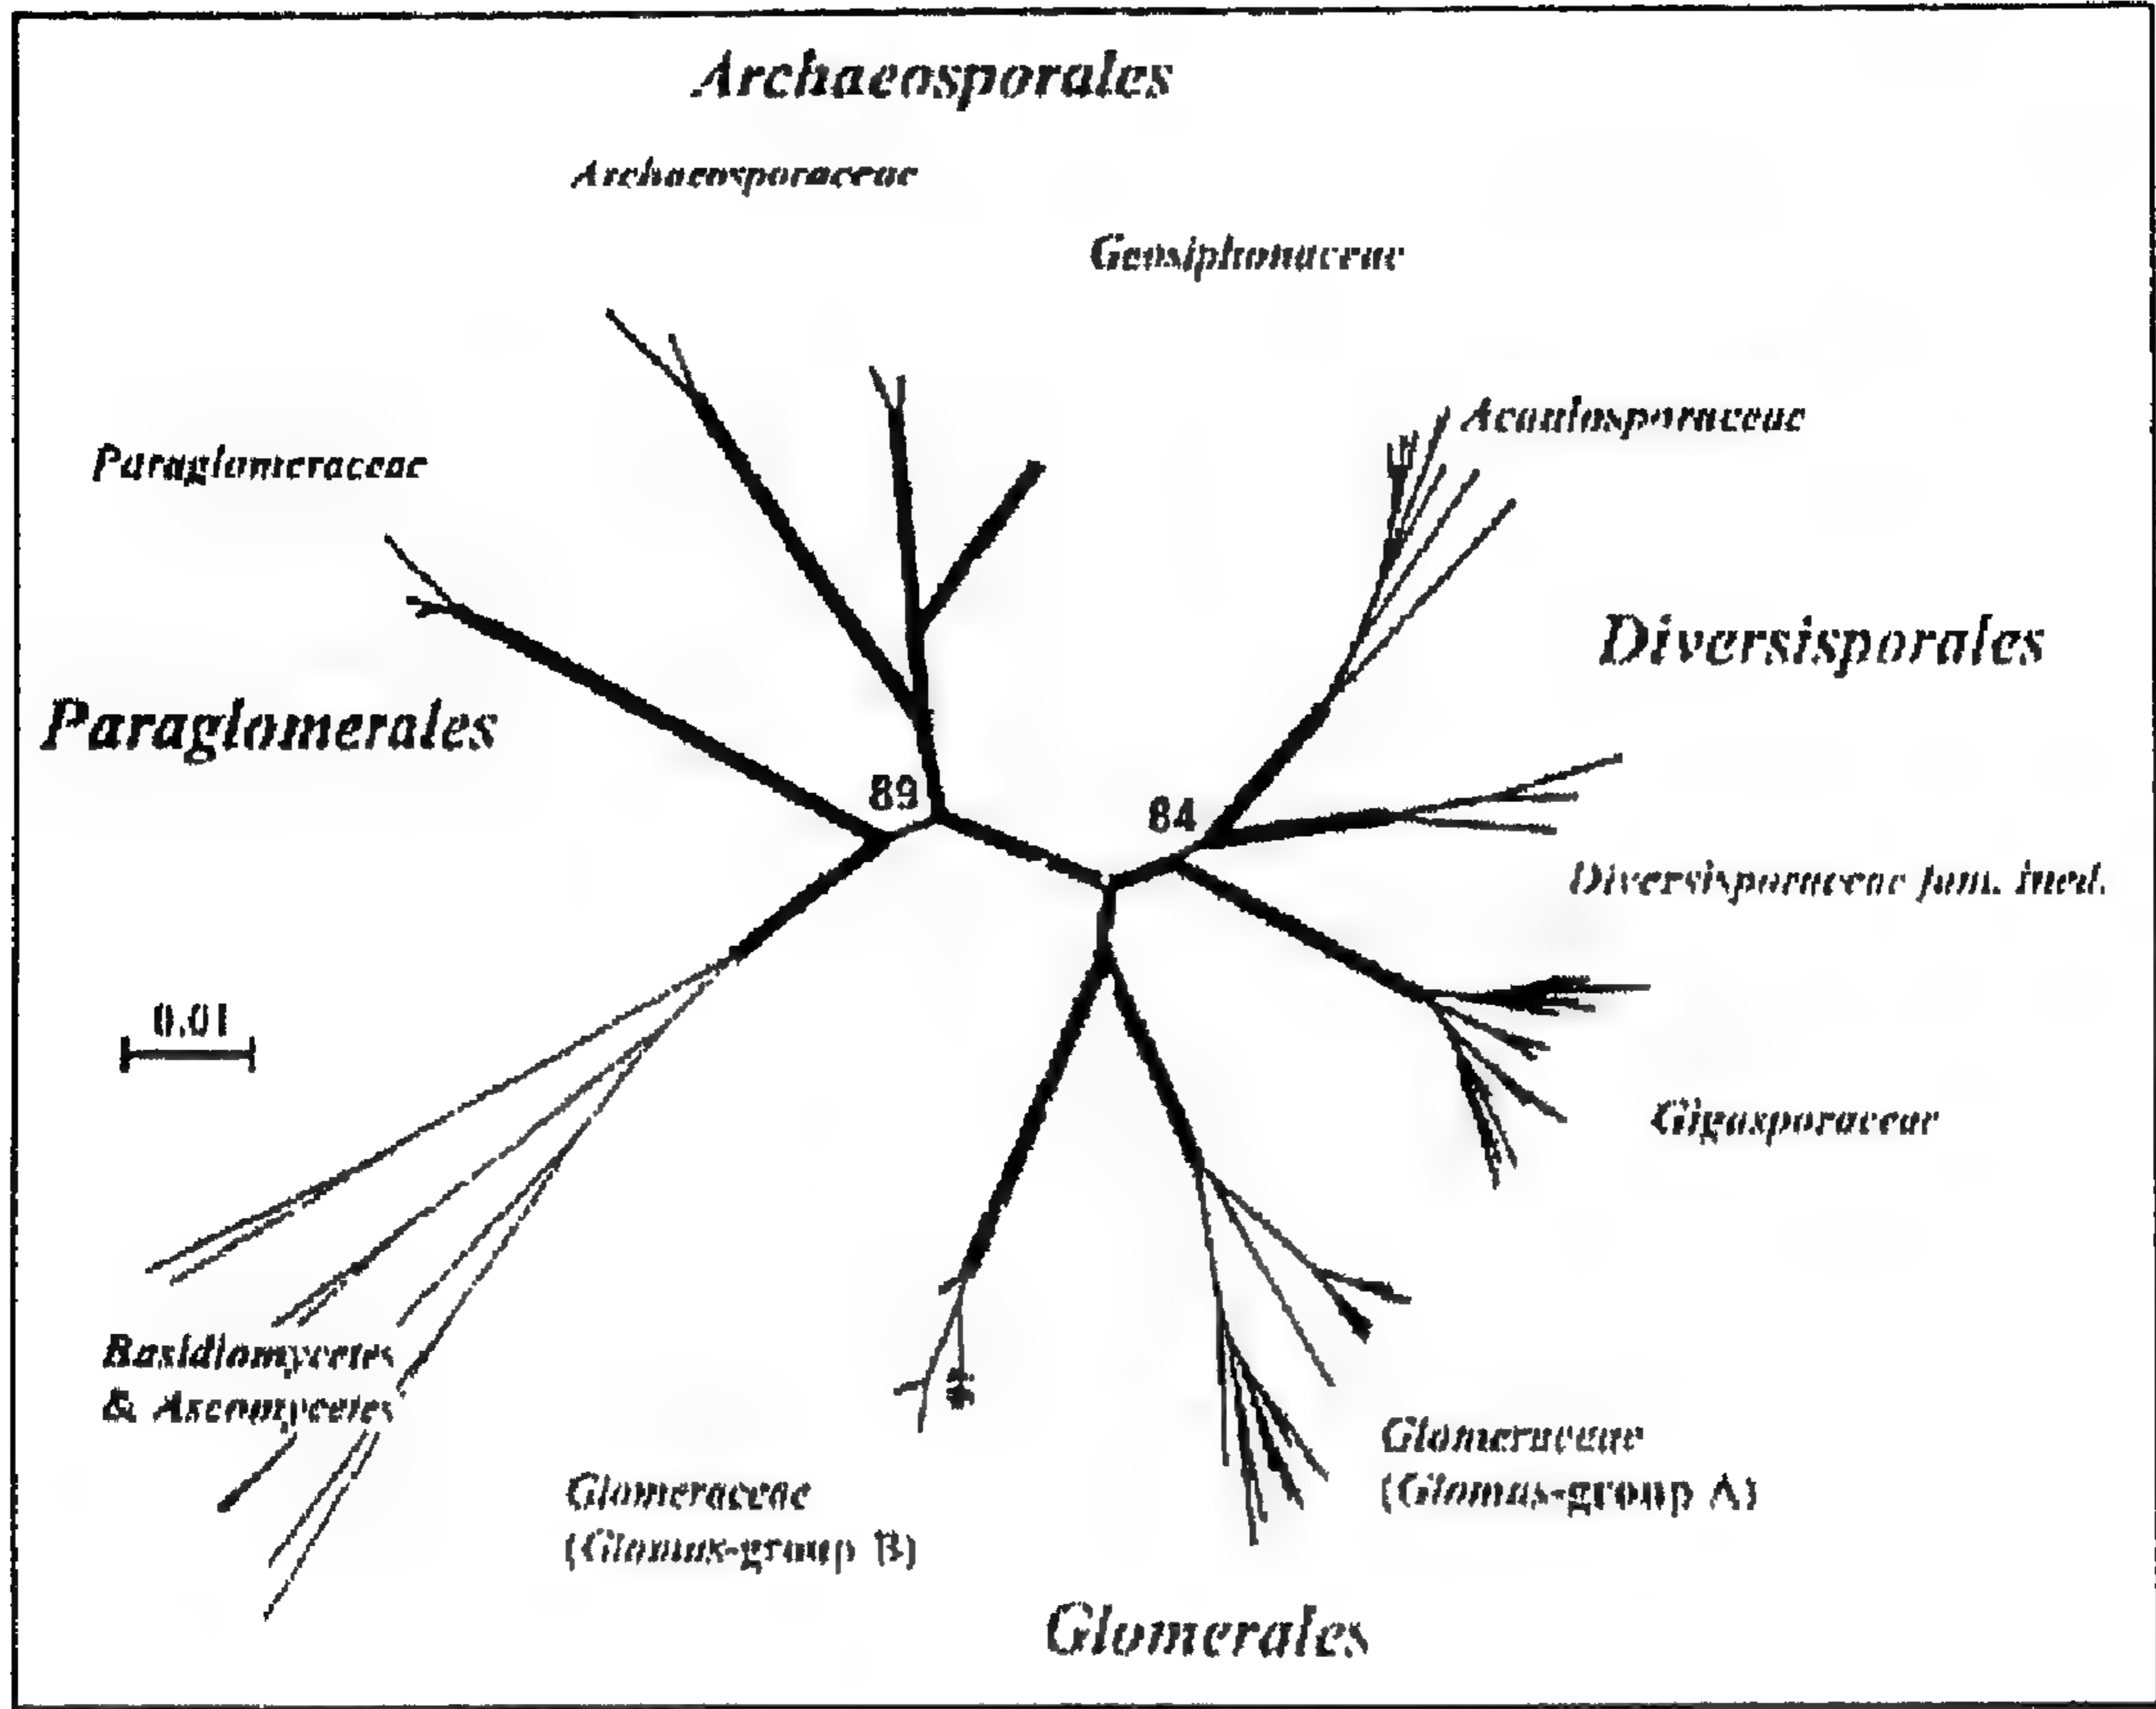 Archaeosporales
Archaeosporaceae
Geosiphonaceae
Acaulosporaceae
Paraglomeraceae
Diversisporales
Paraglomerales
89
84
Diversisporaceae fam. ined.
0.01
Gigasporaceae
Basidiomycetes
& Ascomycetes
Glomeraceae
(Glomus-group A)
Glomeraceae
(Glomus-group B)
Glomerales